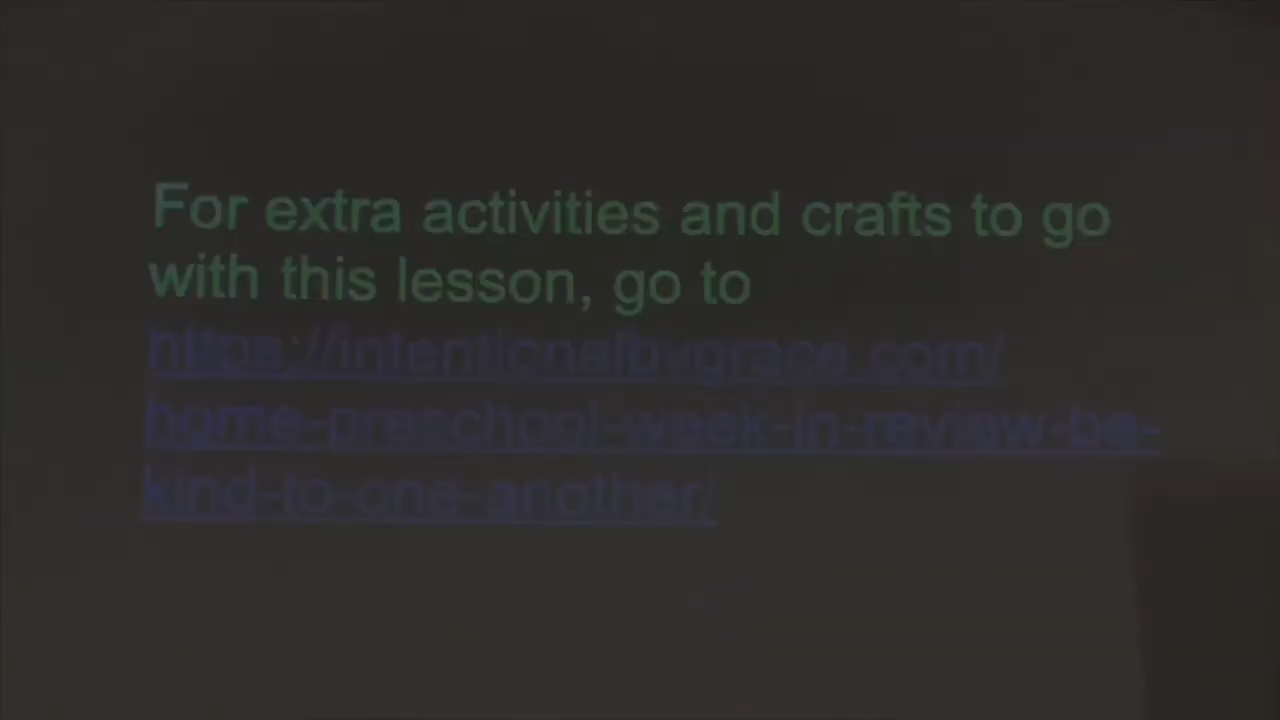 For extra activities and crafts to go
with this lesson, go to
https://intentionalbygrace.com/
home-preschool-week-in-review-be-
kind-to-one-another/